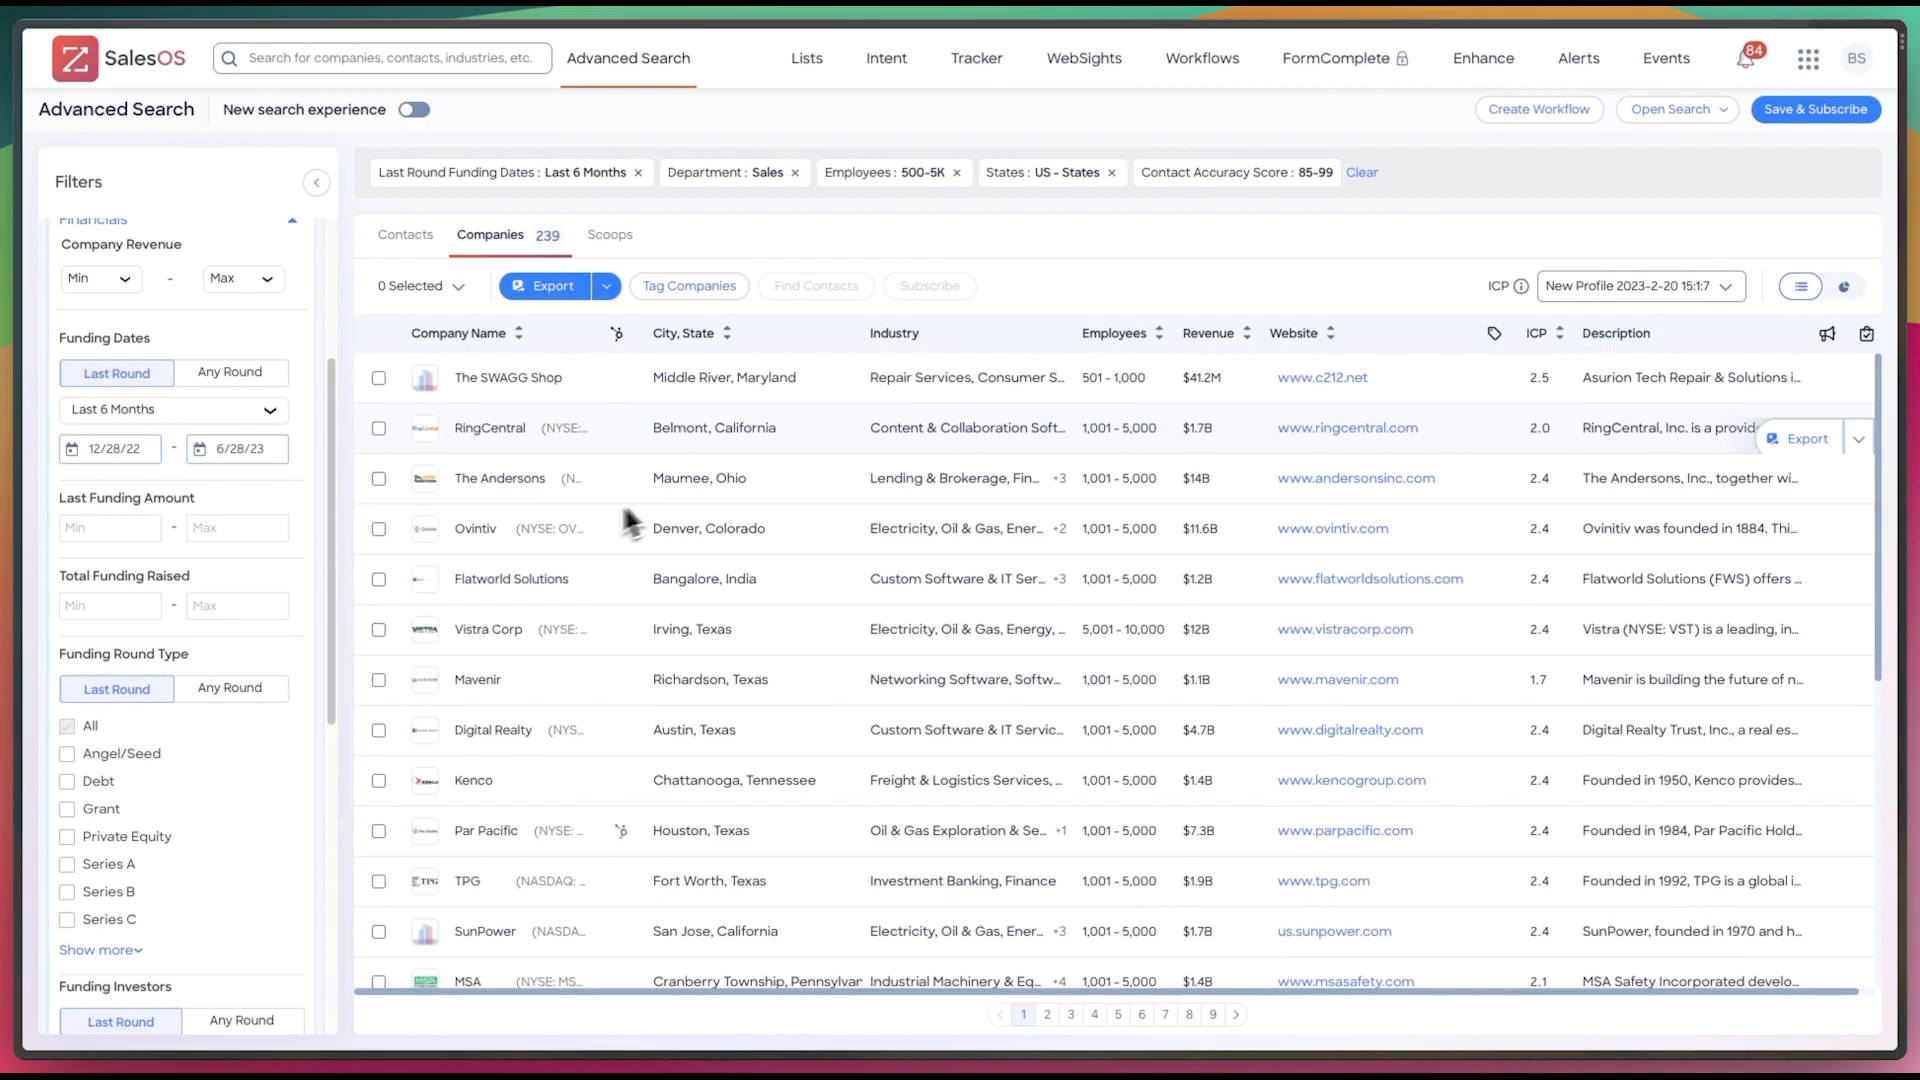 SalesOS
Search for companies, contacts, industries, etc.
Advanced Search
Lists
Intent
Tracker
WebSights
Workflows
FormComplete
Enhance
Alerts
Events
84
BS
Advanced Search
New search experience
Create Workflow
Open Search
Save & Subscribe
Filters
Financials
Company Revenue
Min - Max
Funding Dates
Last Round Any Round
Last 6 Months
12/28/22 - 6/28/23
Last Funding Amount
Min - Max
Total Funding Raised
Min - Max
Funding Round Type
Last Round Any Round
All
Angel/Seed
Debt
Grant
Private Equity
Series A
Series B
Series C
Show more
Funding Investors
Last Round Any Round
Last Round Funding Dates : Last 6 Months × Department : Sales × Employees : 500-5K × States : US - States × Contact Accuracy Score : 85-99 Clear
Contacts Companies 239 Scoops
0 Selected Export Tag Companies Find Contacts Subscribe ICP New Profile 2023-2-20 15:1:7
Company Name City, State Industry Employees Revenue Website ICP Description
The SWAGG Shop Middle River, Maryland Repair Services, Consumer S... 501 - 1,000 $41.2M www.c212.net 2.5 Asurion Tech Repair & Solutions i...
RingCentral (NYSE:... Belmont, California Content & Collaboration Soft... 1,001 - 5,000 $1.7B www.ringcentral.com 2.0 RingCentral, Inc. is a provid Export
The Andersons (N... Maumee, Ohio Lending & Brokerage, Fin... +3 1,001 - 5,000 $14B www.andersonsinc.com 2.4 The Andersons, Inc., together wi...
Ovintiv (NYSE: OV... Denver, Colorado Electricity, Oil & Gas, Ener... +2 1,001 - 5,000 $11.6B www.ovintiv.com 2.4 Ovinitiv was founded in 1884. Thi...
Flatworld Solutions Bangalore, India Custom Software & IT Ser... +3 1,001 - 5,000 $1.2B www.flatworldsolutions.com 2.4 Flatworld Solutions (FWS) offers ...
Vistra Corp (NYSE: ... Irving, Texas Electricity, Oil & Gas, Energy, ... 5,001 - 10,000 $12B www.vistracorp.com 2.4 Vistra (NYSE: VST) is a leading, in...
Mavenir Richardson, Texas Networking Software, Softw... 1,001 - 5,000 $1.1B www.mavenir.com 1.7 Mavenir is building the future of n...
Digital Realty (NYS... Austin, Texas Custom Software & IT Servic... 1,001 - 5,000 $4.7B www.digitalrealty.com 2.4 Digital Realty Trust, Inc., a real es...
Kenco Chattanooga, Tennessee Freight & Logistics Services, ... 1,001 - 5,000 $1.4B www.kencogroup.com 2.4 Founded in 1950, Kenco provides...
Par Pacific (NYSE: ... Houston, Texas Oil & Gas Exploration & Se... +1 1,001 - 5,000 $7.3B www.parpacific.com 2.4 Founded in 1984, Par Pacific Hold...
TPG (NASDAQ: ... Fort Worth, Texas Investment Banking, Finance 1,001 - 5,000 $1.9B www.tpg.com 2.4 Founded in 1992, TPG is a global i...
SunPower (NASDA... San Jose, California Electricity, Oil & Gas, Ener... +3 1,001 - 5,000 $1.7B us.sunpower.com 2.4 SunPower, founded in 1970 and h...
MSA (NYSE: MS... Cranberry Township, Pennsylvar Industrial Machinery & Eq... +4 1,001 - 5,000 $1.4B www.msasafety.com 2.1 MSA Safety Incorporated develo...
1 2 3 4 5 6 7 8 9